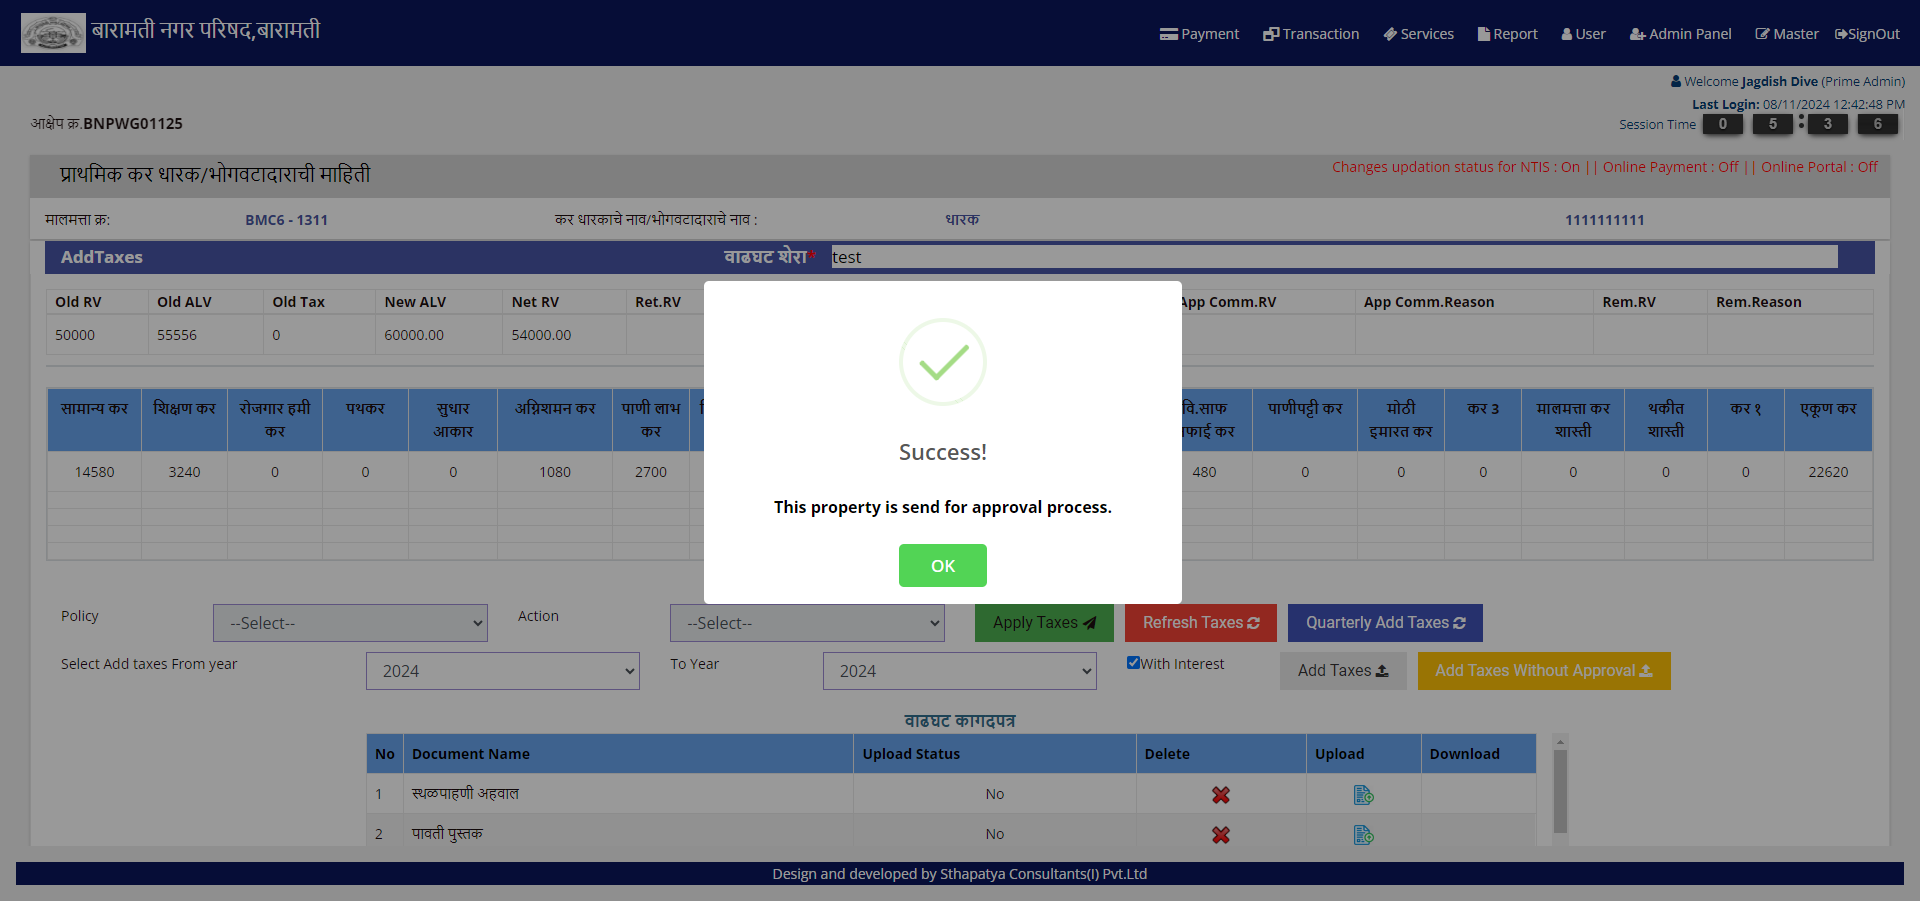 बारामती नगर परिषद,बारामती
Payment Transaction Services Report User Admin Panel Master SignOut
Welcome Jagdish Dive (Prime Admin)
Last Login: 08/11/2024 12:42:48 PM
Session Time 0 5 : 3 6
आक्षेप क्र.BNPWG01125
प्राथमिक कर धारक/भोगवटादाराची माहिती
Changes updation status for NTIS : On || Online Payment : Off || Online Portal : Off
मालमत्ता क्र: BMC6 - 1311 कर धारकाचे नाव/भोगवटादाराचे नाव : धारक 1111111111
AddTaxes वाढघट शेरा* test
Old RV Old ALV Old Tax New ALV Net RV Ret.RV App Comm.RV App Comm.Reason Rem.RV Rem.Reason
50000 55556 0 60000.00 54000.00
सामान्य कर शिक्षण कर रोजगार हमी कर पथकर सुधार आकार अग्निशमन कर पाणी लाभ कर वि.साफ सफाई कर पाणीपट्टी कर मोठी इमारत कर कर 3 मालमत्ता कर शास्ती थकीत शास्ती कर १ एकूण कर
14580 3240 0 0 0 1080 2700 480 0 0 0 0 0 0 22620
Success!
This property is send for approval process.
OK
Policy --Select-- Action --Select-- Apply Taxes Refresh Taxes Quarterly Add Taxes
Select Add taxes From year 2024 To Year 2024 With Interest Add Taxes Add Taxes Without Approval
वाढघट कागदपत्र
No Document Name Upload Status Delete Upload Download
1 स्थळपाहणी अहवाल No
2 पावती पुस्तक No
Design and developed by Sthapatya Consultants(I) Pvt.Ltd